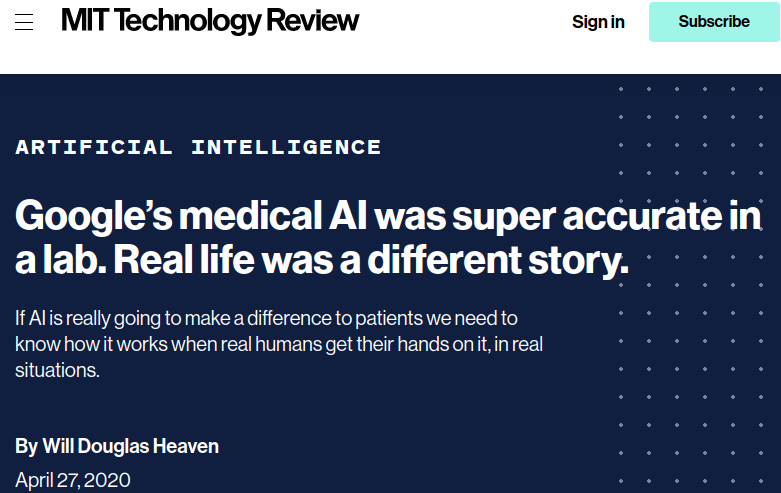 MIT Technology Review
Sign in
Subscribe
ARTIFICIAL INTELLIGENCE
Google’s medical AI was super accurate in
a lab. Real life was a different story.
If AI is really going to make a difference to patients we need to
know how it works when real humans get their hands on it, in real
situations.
By Will Douglas Heaven
April 27, 2020